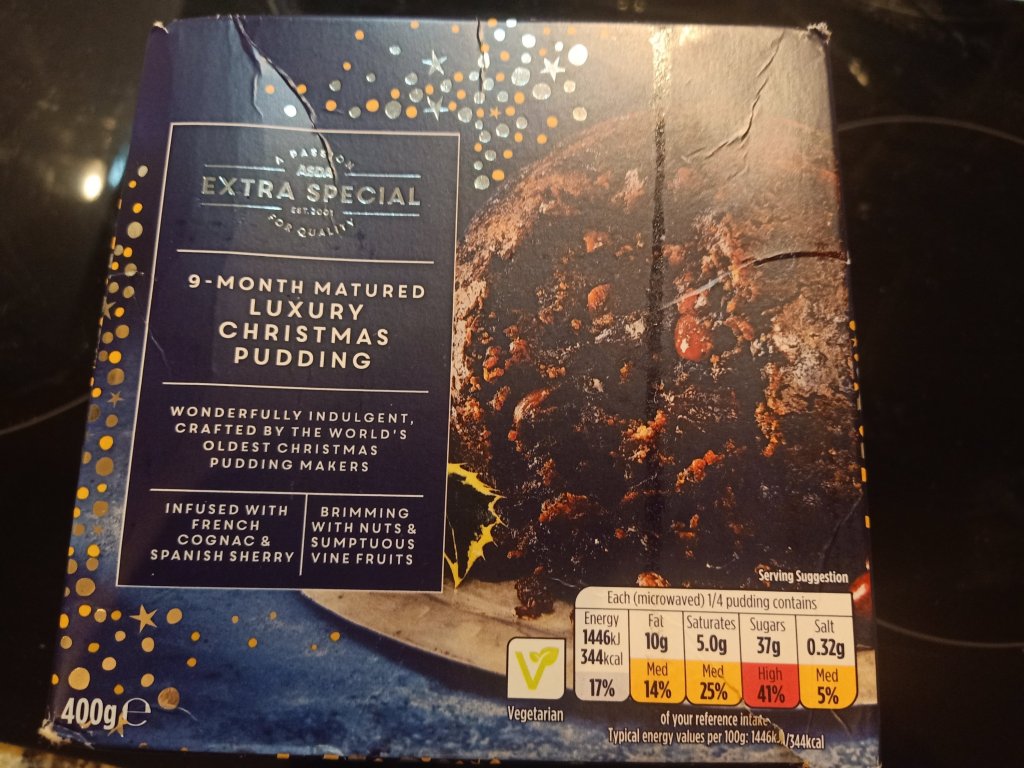 A PASSION
ASDA
EXTRA SPECIAL
EST.2001
FOR QUALITY
9-MONTH MATURED
LUXURY
CHRISTMAS
PUDDING
WONDERFULLY INDULGENT,
CRAFTED BY THE WORLD'S
OLDEST CHRISTMAS
PUDDING MAKERS
INFUSED WITH
FRENCH
COGNAC &
SPANISH SHERRY
BRIMMING
WITH NUTS &
SUMPTUOUS
VINE FRUITS
Serving Suggestion
Each (microwaved) 1/4 pudding contains
Energy
1446kJ
344kcal
17%
Fat
10g
Med
14%
Saturates
5.0g
Med
25%
Sugars
37g
High
41%
Salt
0.32g
Med
5%
of your reference intake
Typical energy values per 100g: 1446kJ/344kcal
V
Vegetarian
400g e